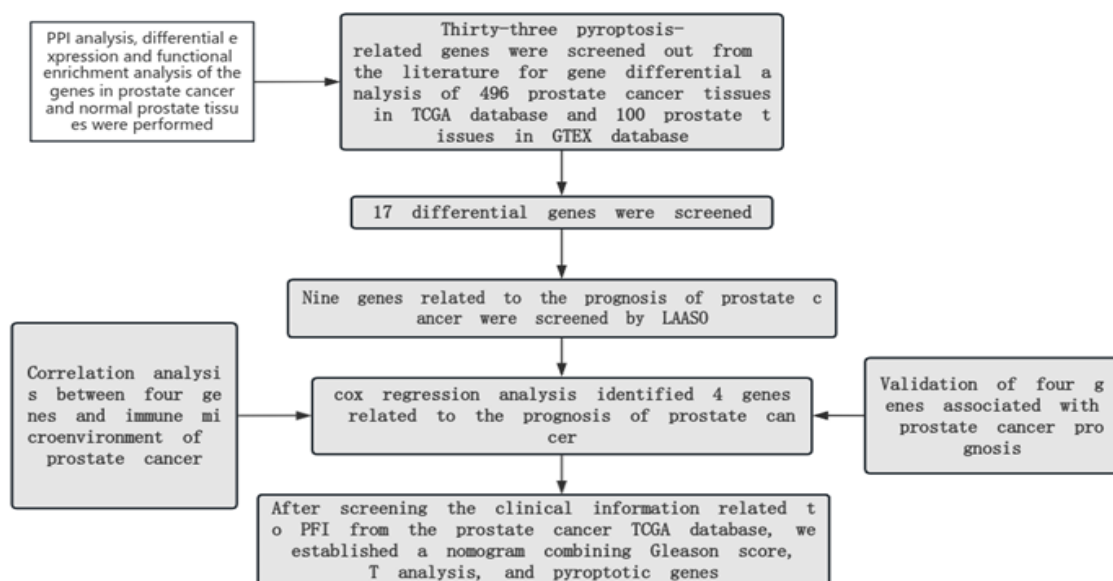 PPI analysis, differential e
xpression and functional
enrichment analysis of the
genes in prostate cancer
and normal prostate tissu
es were performed
Thirty-three pyroptosis-
related genes were screened out from
the literature for gene differential a
nalysis of 496 prostate cancer tissues
in TCGA database and 100 prostate t
issues in GTEX database
17 differential genes were screened
Nine genes related to the prognosis of prostate c
ancer were screened by LAASO
Correlation analysi
s between four ge
nes and immune mi
croenvironment of
prostate cancer
cox regression analysis identified 4 genes
related to the prognosis of prostate can
cer
Validation of four g
enes associated with
prostate cancer pro
gnosis
After screening the clinical information related t
o PFI from the prostate cancer TCGA database, we
established a nomogram combining Gleason score,
T analysis, and pyroptotic genes